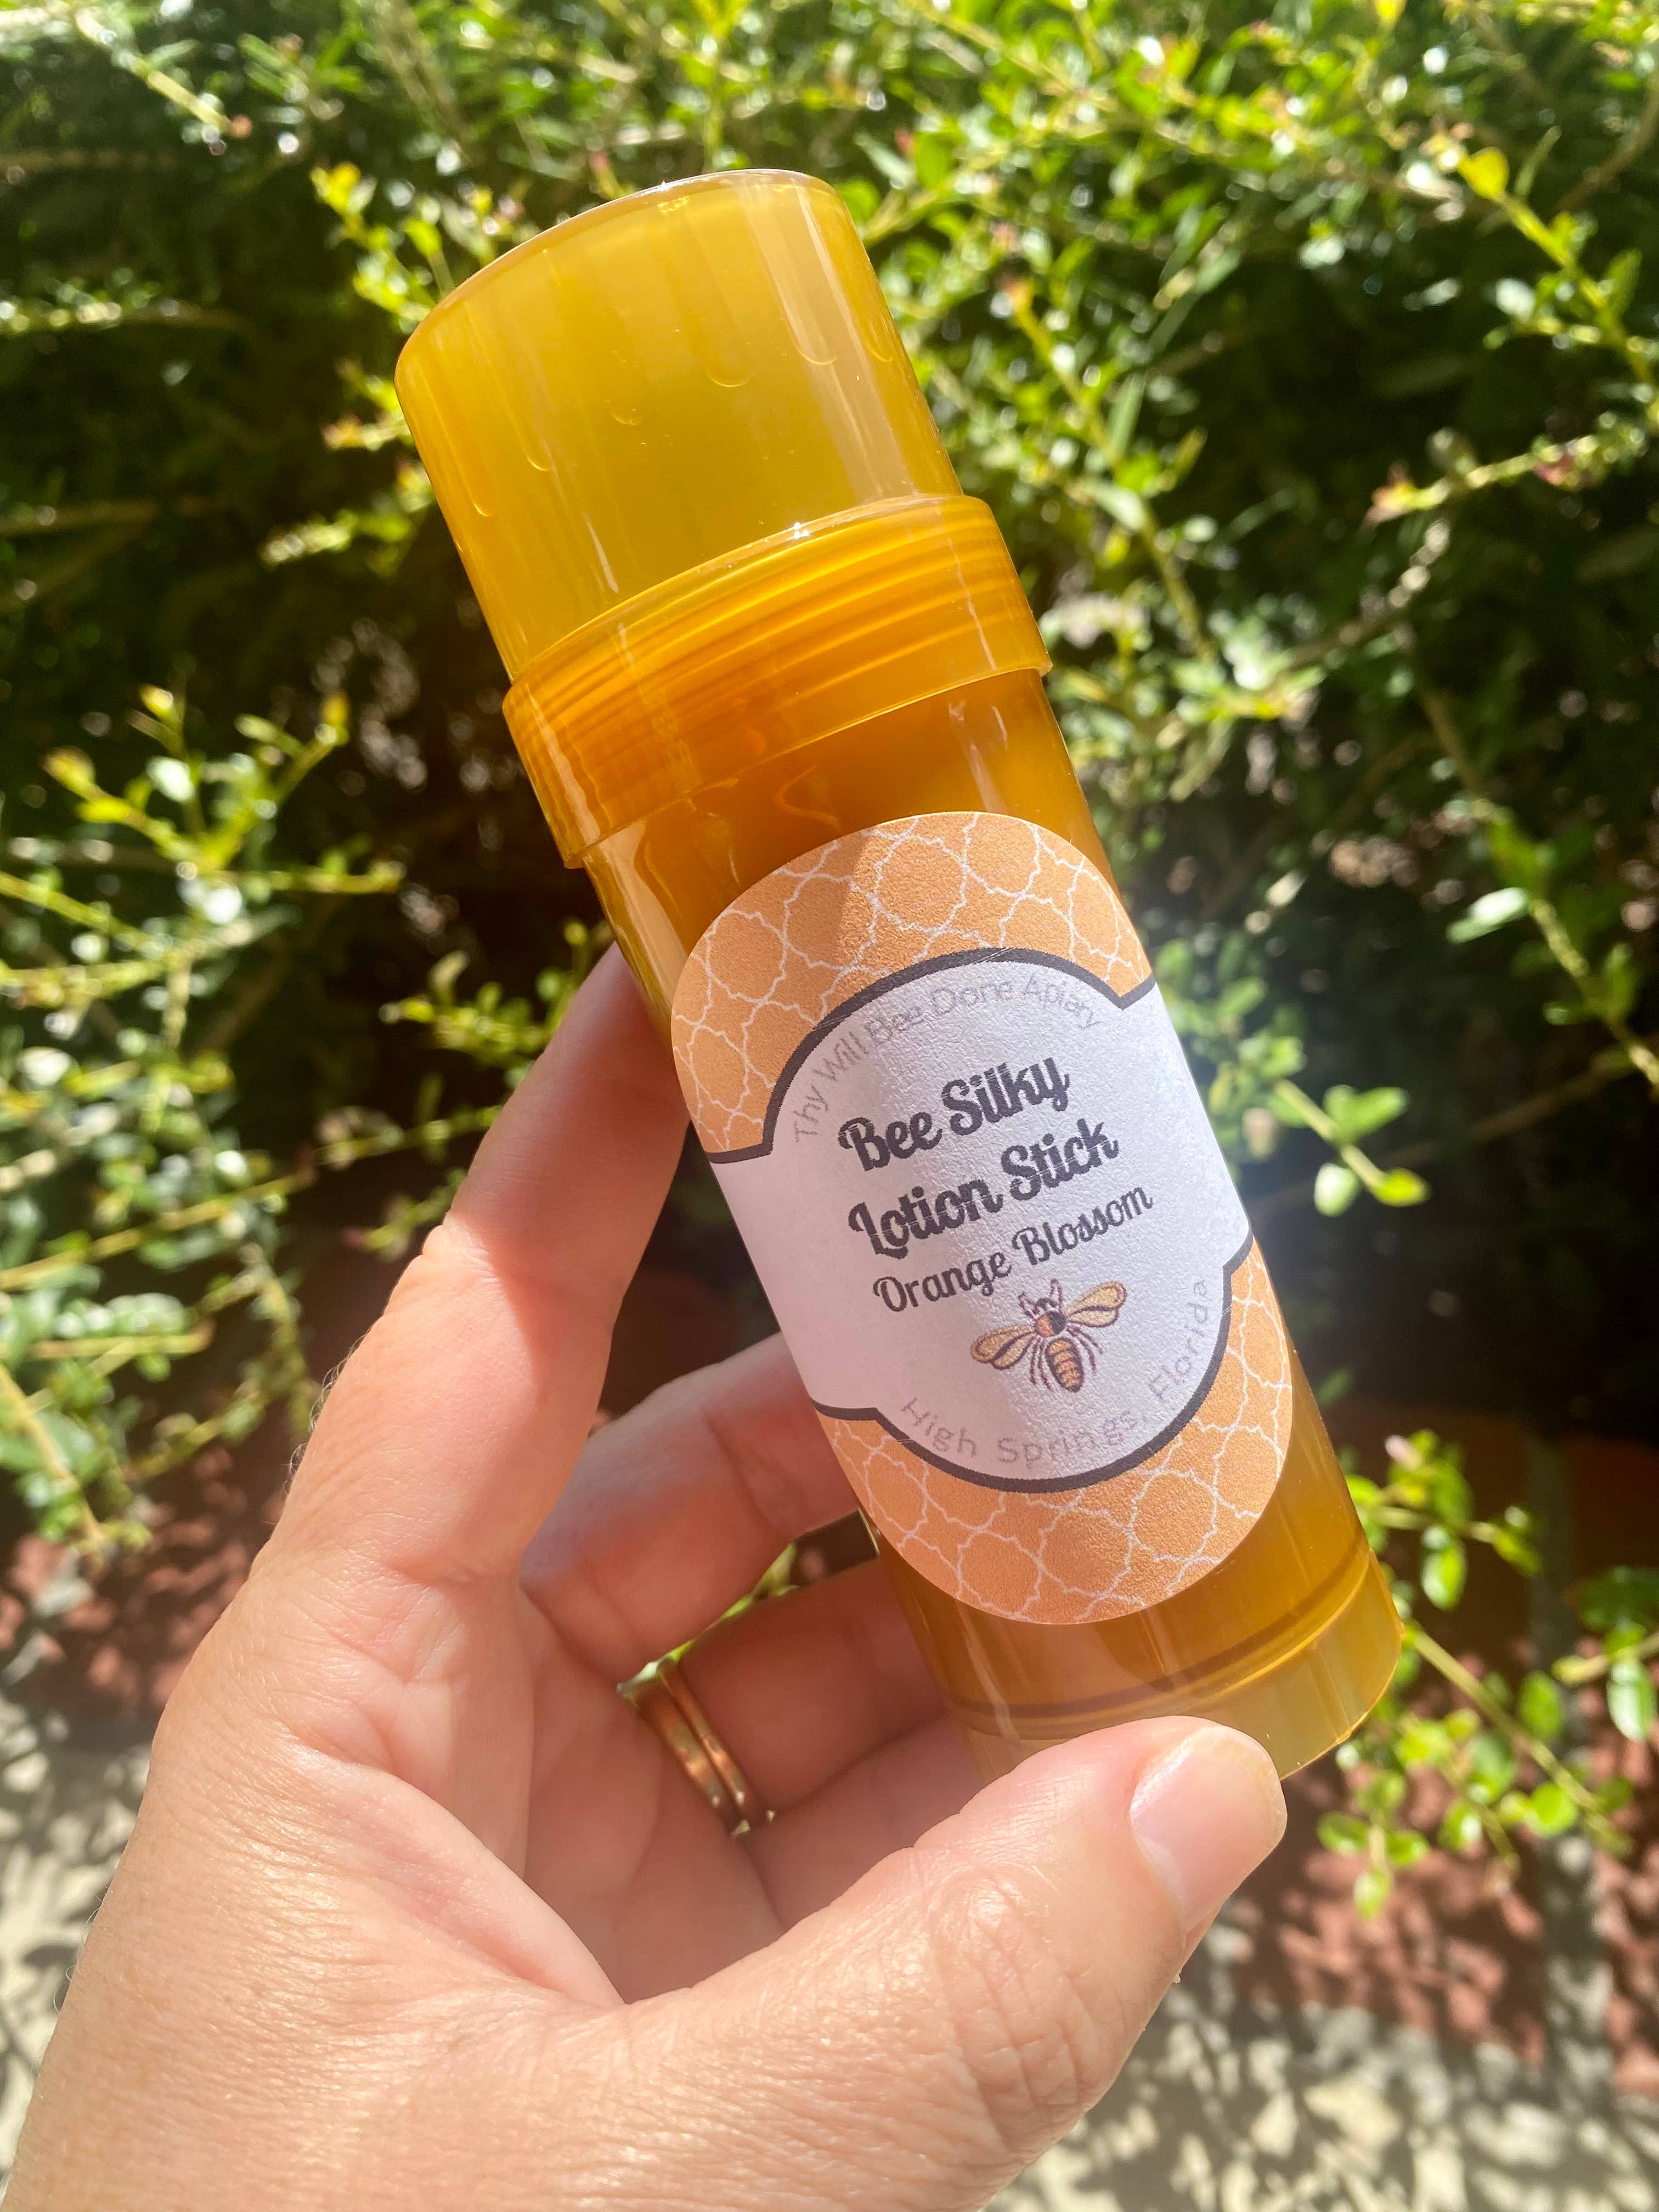 Thy Will Bee Done Apiary
Bee Silky
Lotion Stick
Orange Blossom
High Springs, Florida